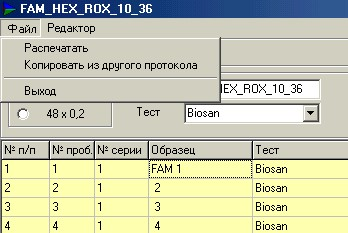 FAM_HEX_ROX_10_36
Файл Редактор
Распечатать
Копировать из другого протокола
Выход
HEX_ROX_10_36
48 x 0,2 Тест Biosan
№ п/п № проб. № серии Образец Тест
1 1 1 FAM 1 Biosan
2 2 1 2 Biosan
3 3 1 3 Biosan
4 4 1 4 Biosan